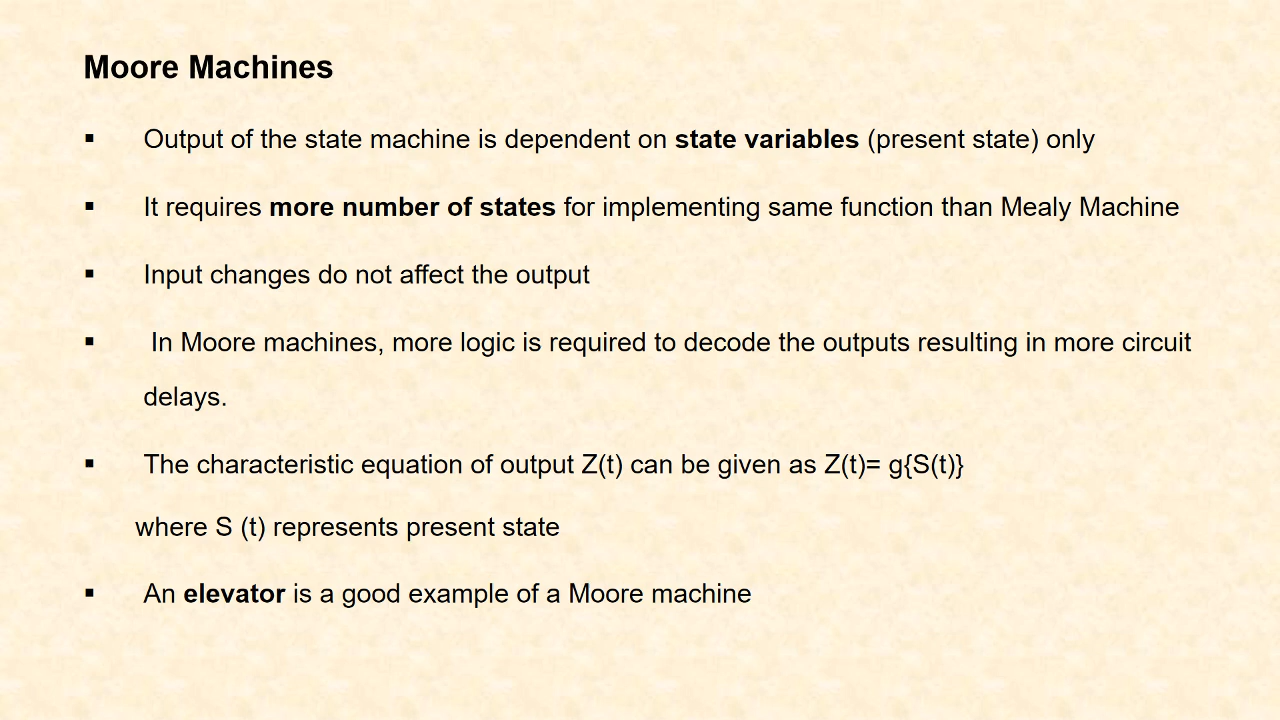 Moore Machines
▪ Output of the state machine is dependent on state variables (present state) only
▪ It requires more number of states for implementing same function than Mealy Machine
▪ Input changes do not affect the output
▪ In Moore machines, more logic is required to decode the outputs resulting in more circuit
delays.
▪ The characteristic equation of output Z(t) can be given as Z(t)= g{S(t)}
where S (t) represents present state
▪ An elevator is a good example of a Moore machine